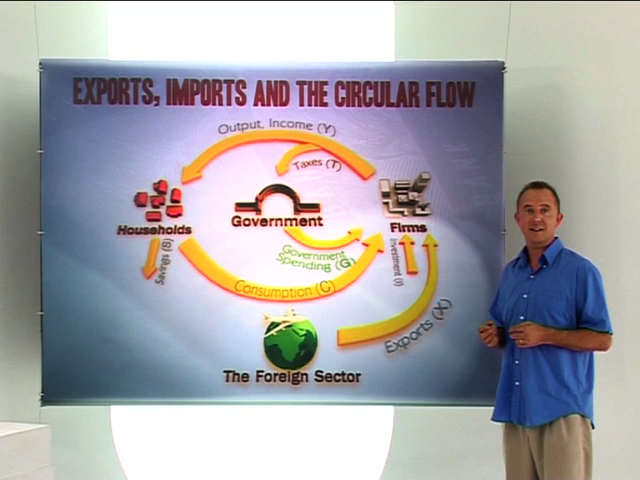 EXPORTS, IMPORTS AND THE CIRCULAR FLOW
Output, Income (Y)
Taxes (T)
Households
Government
Firms
Savings (S)
Government
Spending (G)
Investment (I)
Consumption (C)
Exports (X)
The Foreign Sector